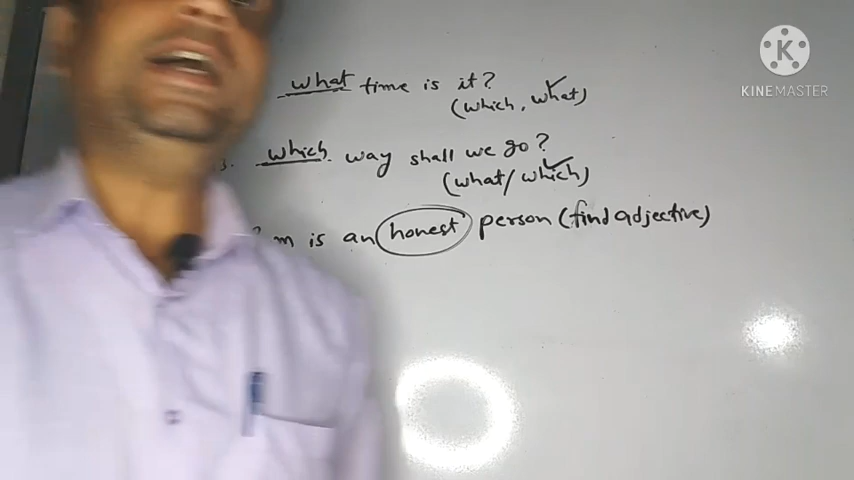 what time is it?
(which, what)
3. which way shall we go?
(what/which)
m is an honest person (find adjective)
K
KINEMASTER